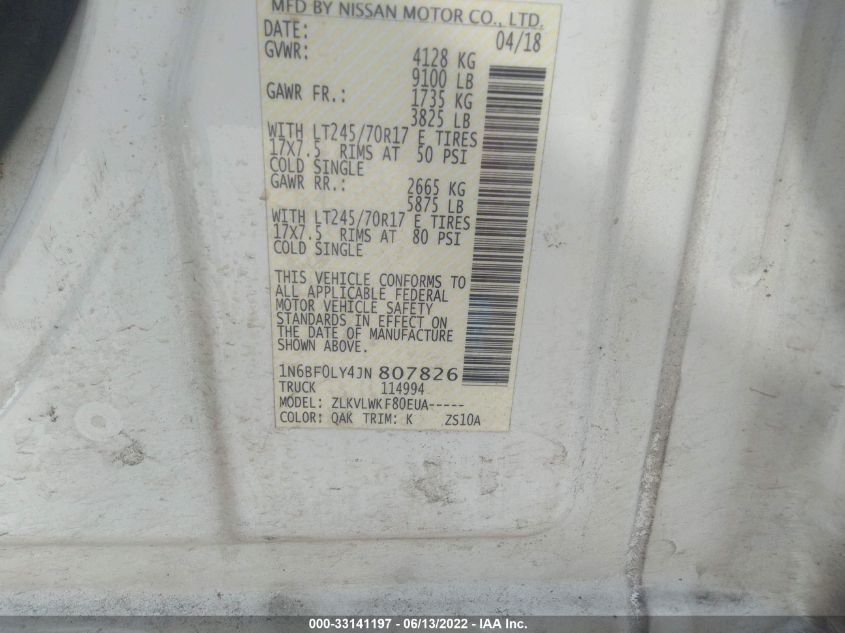 MFD BY NISSAN MOTOR CO., LTD.
DATE: 04/18
GVWR: 4128 KG
9100 LB
GAWR FR.: 1735 KG
3825 LB
WITH LT245/70R17 E TIRES
17X7.5 RIMS AT 50 PSI
COLD SINGLE
GAWR RR.: 2665 KG
5875 LB
WITH LT245/70R17 E TIRES
17X7.5 RIMS AT 80 PSI
COLD SINGLE
THIS VEHICLE CONFORMS TO
ALL APPLICABLE FEDERAL
MOTOR VEHICLE SAFETY
STANDARDS IN EFFECT ON
THE DATE OF MANUFACTURE
SHOWN ABOVE.
1N6BF0LY4JN 807826
TRUCK 114994
MODEL: ZLKVLWKF80EUA-----
COLOR: QAK TRIM: K ZS10A
000-33141197 - 06/13/2022 - IAA Inc.